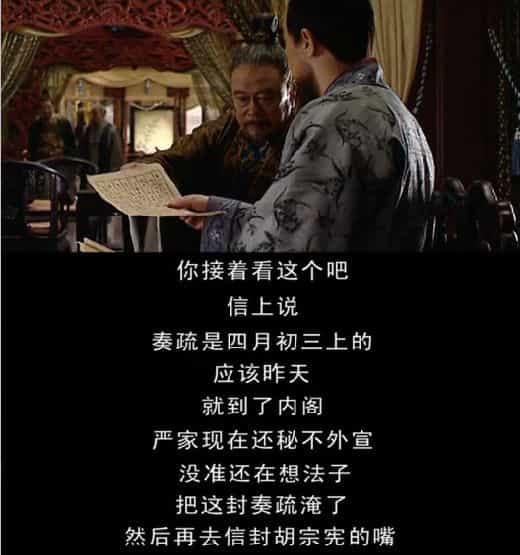 你接着看这个吧
信上说
奏疏是四月初三上的
应该昨天
就到了内阁
严家现在还秘不外宣
没准还在想法子
把这封奏疏淹了
然后再去信封胡宗宪的嘴